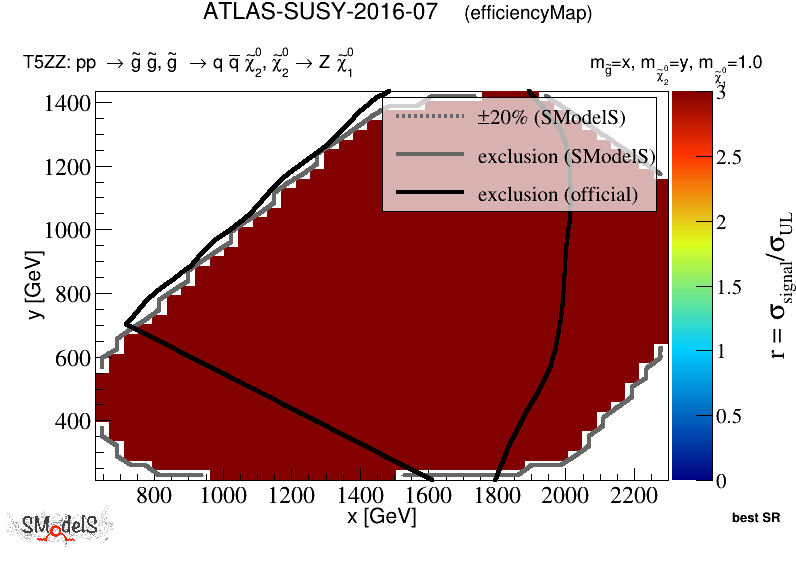 ATLAS-SUSY-2016-07 (efficiencyMap)
T5ZZ: pp → g̃ g̃, g̃ → q q̅ χ̃₂⁰, χ̃₂⁰ → Z χ̃₁⁰
m_g̃=x, m_χ̃₂⁰=y, m_χ̃₁⁰=1.0
±20% (SModelS)
exclusion (SModelS)
exclusion (official)
1400
1200
1000
800
600
400
y [GeV]
800 1000 1200 1400 1600 1800 2000 2200
x [GeV]
3
2.5
2
1.5
1
0.5
0
r = σ_signal/σ_UL
SModelS
best SR